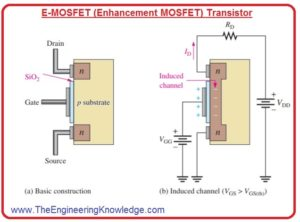 E-MOSFET (Enhancement MOSFET) Transistor
Drain
n
SiO2
Gate
p substrate
n
Source
RD
ID
n
Induced
channel
+
−
VDD
+
−
VGG
n
(a) Basic construction
(b) Induced channel (VGS > VGS(th))
www.TheEngineeringKnowledge.com